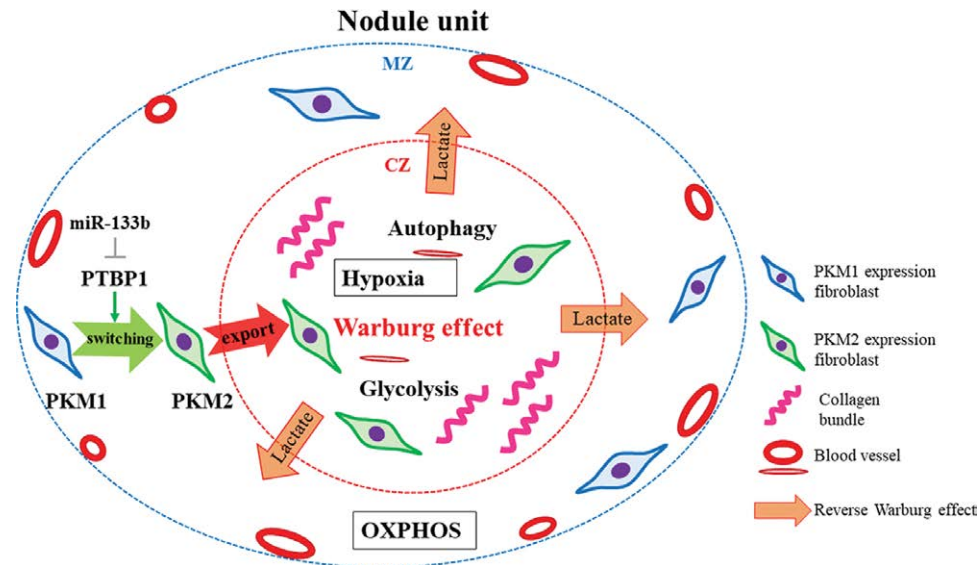 Nodule unit
MZ
CZ
Lactate
miR-133b
Autophagy
PTBP1
Hypoxia
PKM1 expression
fibroblast
switching
export
Warburg effect
Lactate
PKM2 expression
fibroblast
PKM1
PKM2
Glycolysis
Collagen
bundle
Lactate
Blood vessel
OXPHOS
Reverse Warburg effect